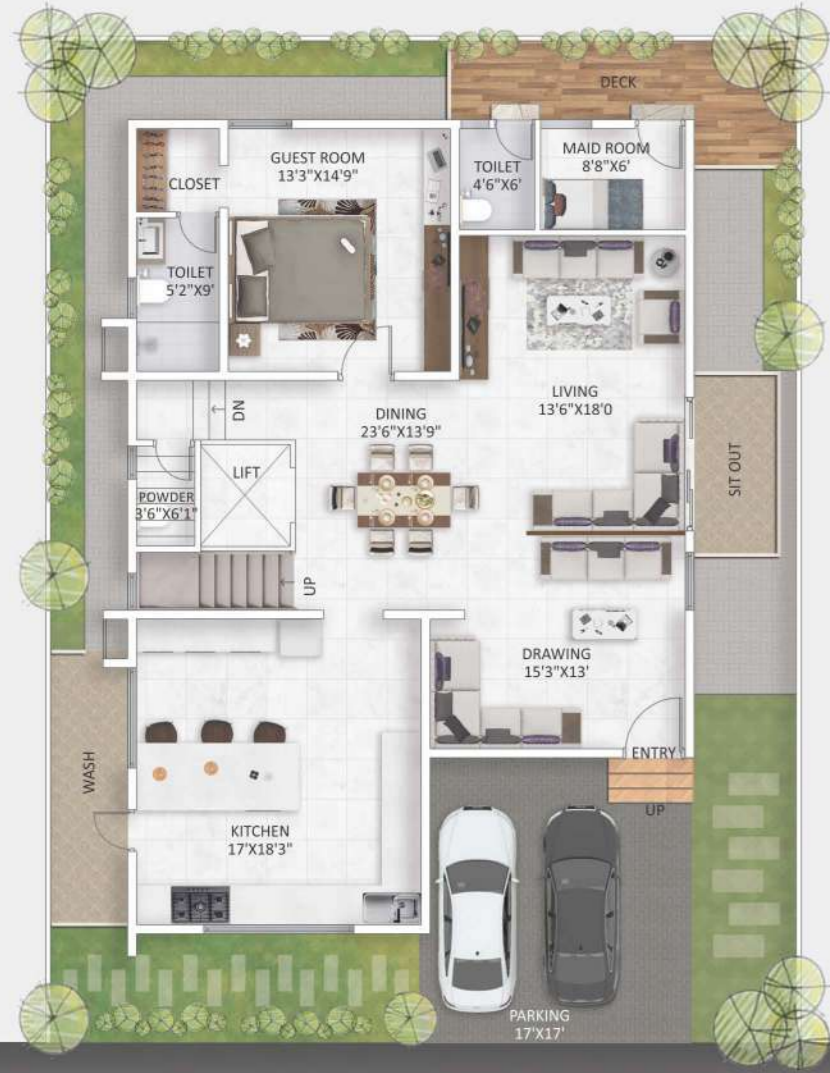 DECK
GUEST ROOM
13'3"X14'9"
CLOSET
TOILET
4'6"X6'
MAID ROOM
8'8"X6'
TOILET
5'2"X9'
LIVING
13'6"X18'0
DN
DINING
23'6"X13'9"
LIFT
SIT OUT
POWDER
3'6"X6'1"
UP
DRAWING
15'3"X13'
ENTRY
UP
WASH
KITCHEN
17'X18'3"
PARKING
17'X17'